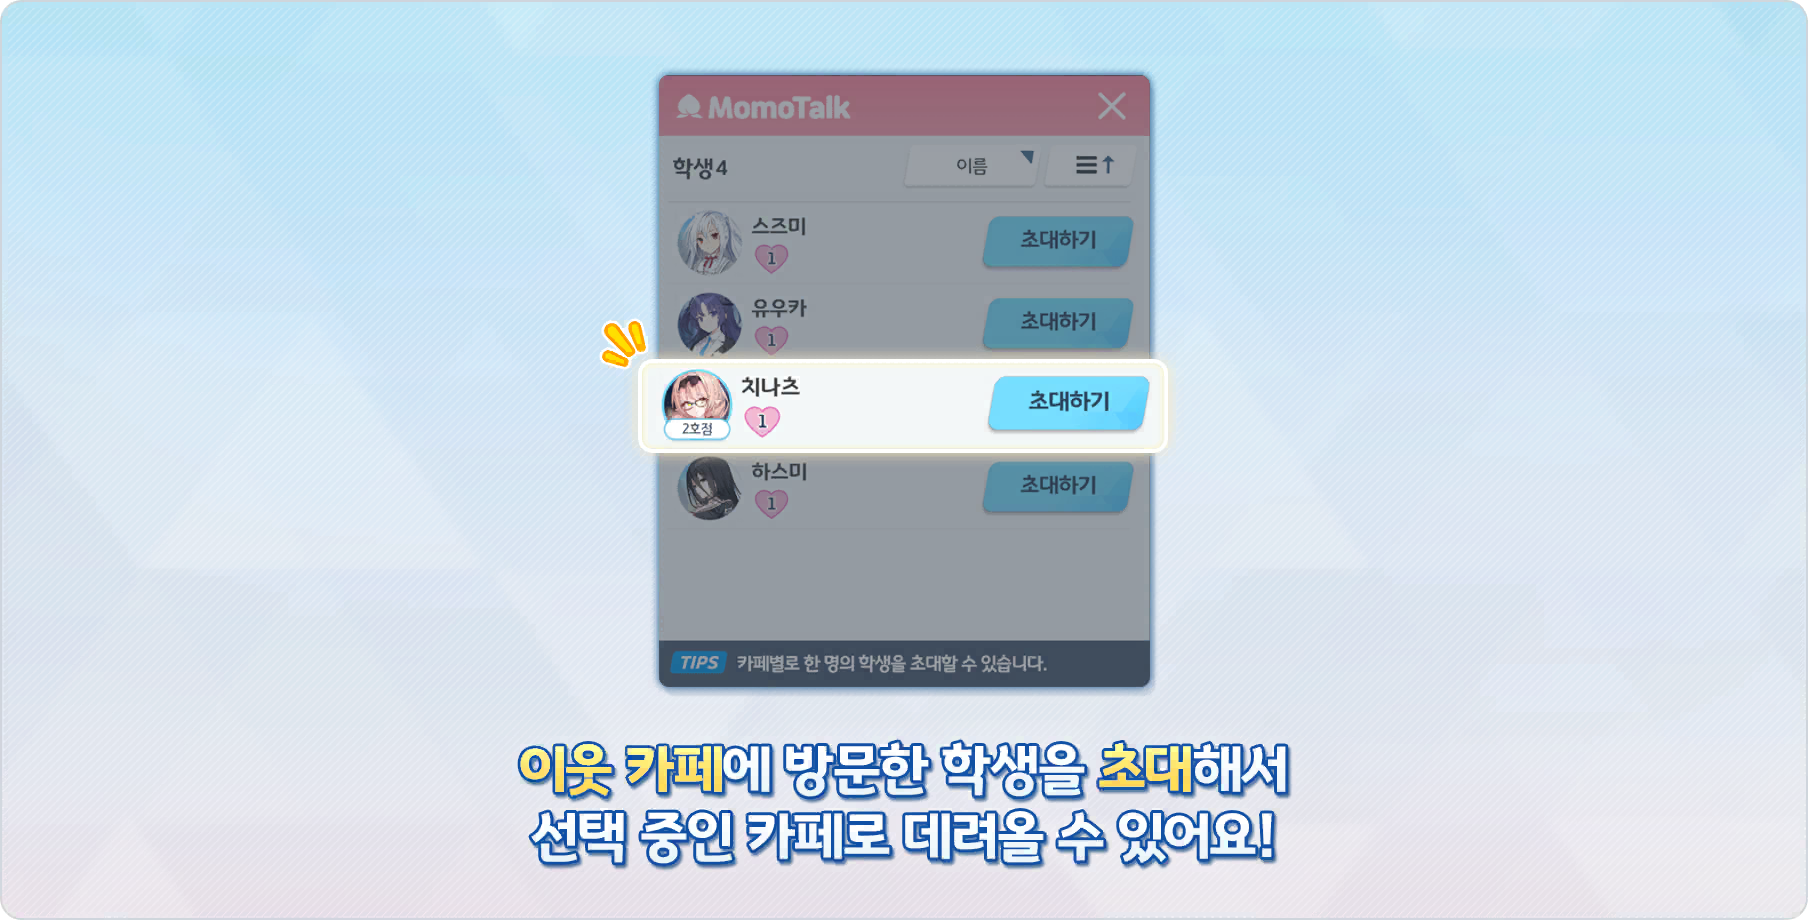 MomoTalk
학생 4
이름
스즈미
1
초대하기
유우카
1
초대하기
치나츠
2호점
1
초대하기
하스미
1
초대하기
TIPS 카페별로 한 명의 학생을 초대할 수 있습니다.
이웃 카페에 방문한 학생을 초대해서
선택 중인 카페로 데려올 수 있어요!